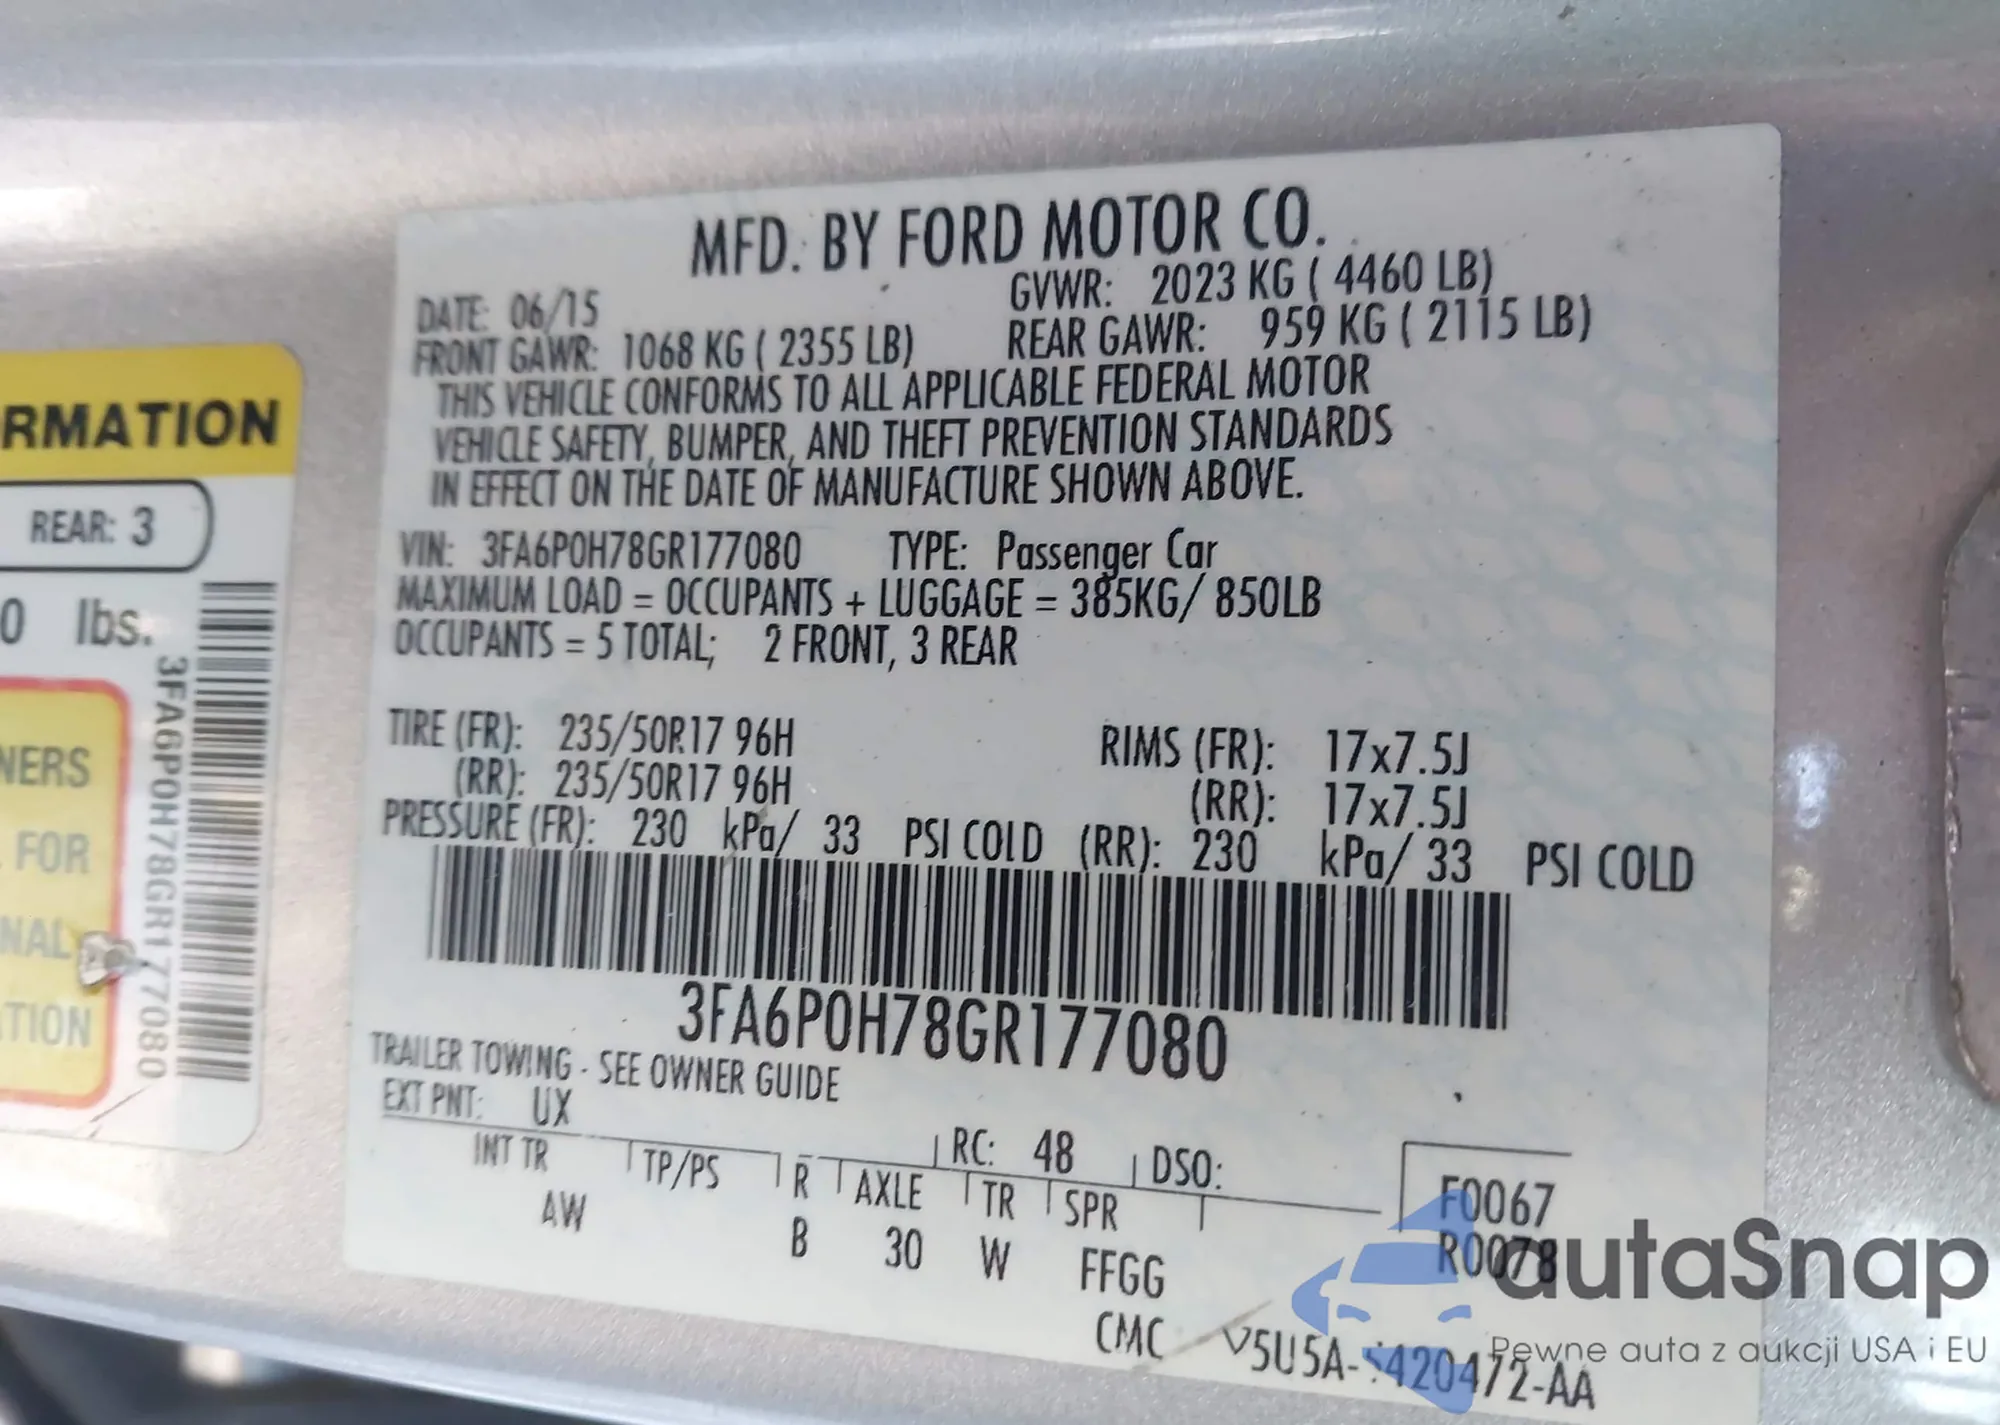 RMATION
REAR: 3
0 lbs.
NERS
FOR
NAL
TION
3FA6P0H78GR177080
MFD. BY FORD MOTOR CO.
DATE: 06/15 GVWR: 2023 KG ( 4460 LB)
FRONT GAWR: 1068 KG ( 2355 LB) REAR GAWR: 959 KG ( 2115 LB)
THIS VEHICLE CONFORMS TO ALL APPLICABLE FEDERAL MOTOR
VEHICLE SAFETY, BUMPER, AND THEFT PREVENTION STANDARDS
IN EFFECT ON THE DATE OF MANUFACTURE SHOWN ABOVE.
VIN: 3FA6P0H78GR177080 TYPE: Passenger Car
MAXIMUM LOAD = OCCUPANTS + LUGGAGE = 385KG/ 850LB
OCCUPANTS = 5 TOTAL; 2 FRONT, 3 REAR
TIRE (FR): 235/50R17 96H RIMS (FR): 17x7.5J
(RR): 235/50R17 96H (RR): 17x7.5J
PRESSURE (FR): 230 kPa/ 33 PSI COLD (RR): 230 kPa/ 33 PSI COLD
3FA6P0H78GR177080
TRAILER TOWING - SEE OWNER GUIDE
EXT PNT: UX RC: 48 DSO:
INT TR TP/PS R AXLE TR SPR F0067
AW B 30 W FFGG R0078
CMC
autaSnap
Pewne auta z aukcji USA i EU